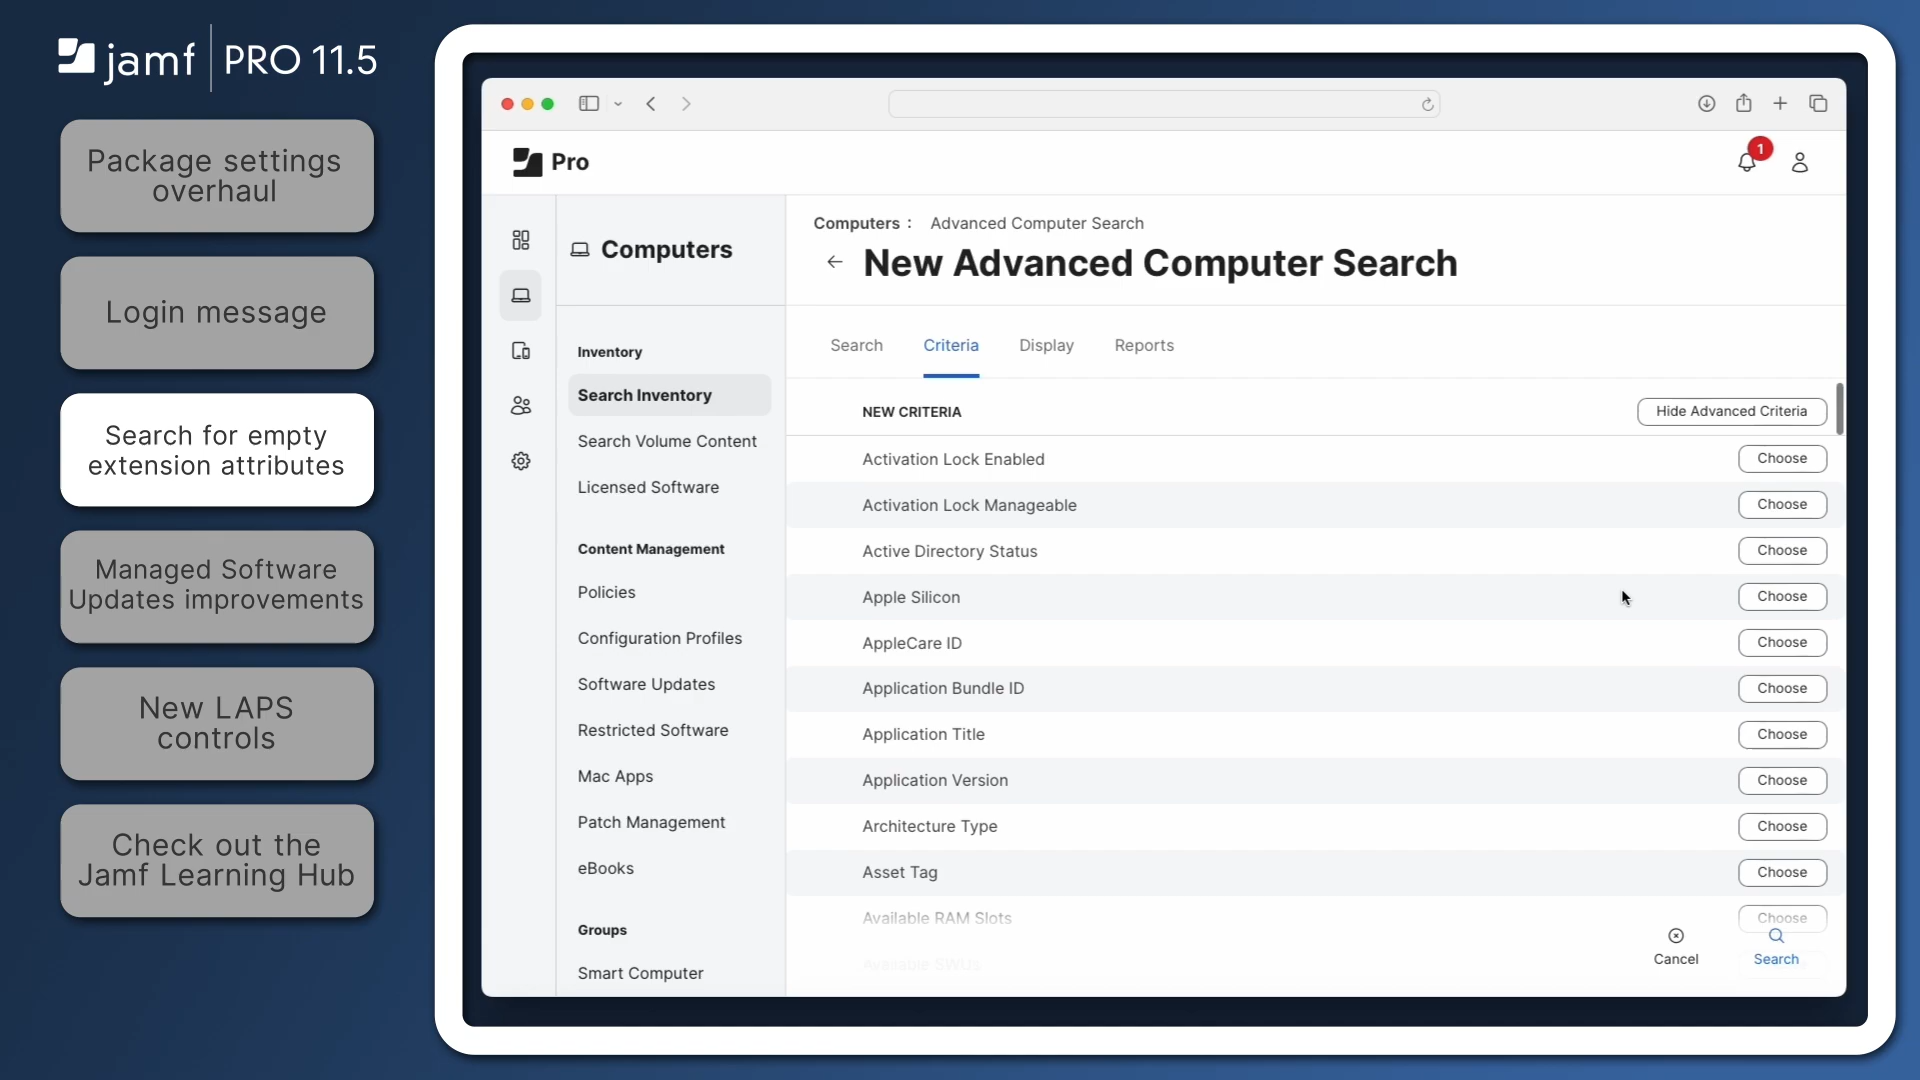 jamf PRO 11.5
Package settings
overhaul
Login message
Search for empty
extension attributes
Managed Software
Updates improvements
New LAPS
controls
Check out the
Jamf Learning Hub
Pro
1
Computers
Inventory
Search Inventory
Search Volume Content
Licensed Software
Content Management
Policies
Configuration Profiles
Software Updates
Restricted Software
Mac Apps
Patch Management
eBooks
Groups
Smart Computer
Computers : Advanced Computer Search
New Advanced Computer Search
Search Criteria Display Reports
NEW CRITERIA Hide Advanced Criteria
Activation Lock Enabled Choose
Activation Lock Manageable Choose
Active Directory Status Choose
Apple Silicon Choose
AppleCare ID Choose
Application Bundle ID Choose
Application Title Choose
Application Version Choose
Architecture Type Choose
Asset Tag Choose
Available RAM Slots Choose
Available SWUs
Cancel Search